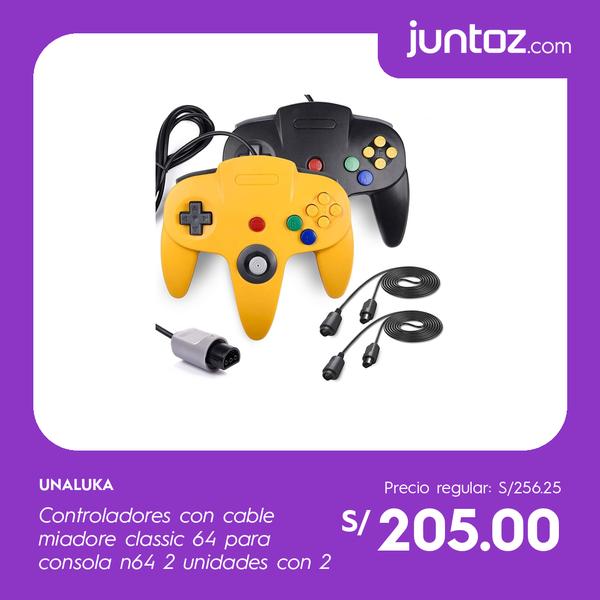 juntoz.com
UNALUKA
Controladores con cable
miadore classic 64 para
consola n64 2 unidades con 2
Precio regular: S/256.25
S/ 205.00